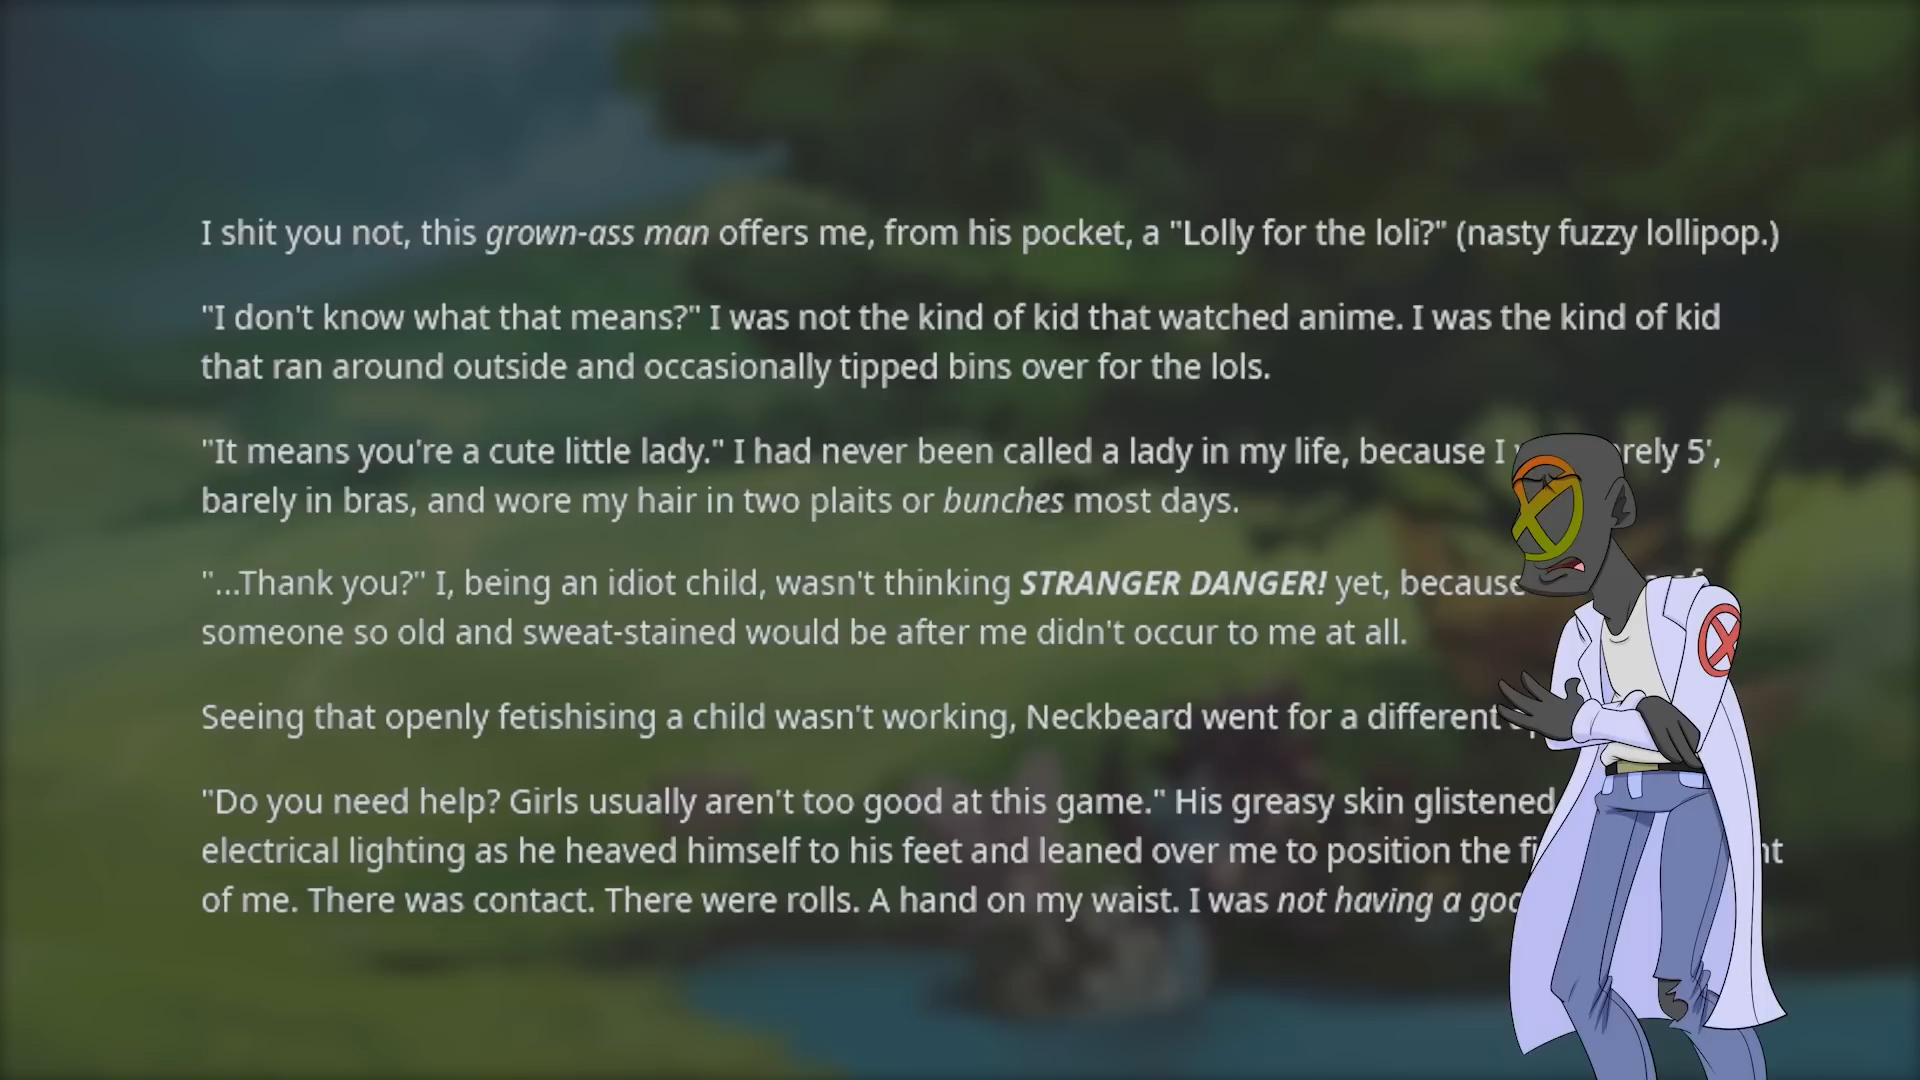 I shit you not, this grown-ass man offers me, from his pocket, a "Lolly for the loli?" (nasty fuzzy lollipop.)
"I don't know what that means?" I was not the kind of kid that watched anime. I was the kind of kid
that ran around outside and occasionally tipped bins over for the lols.
"It means you're a cute little lady." I had never been called a lady in my life, because I 5',
barely in bras, and wore my hair in two plaits or bunches most days.
"...Thank you?" I, being an idiot child, wasn't thinking STRANGER DANGER! yet, because
someone so old and sweat-stained would be after me didn't occur to me at all.
Seeing that openly fetishising a child wasn't working, Neckbeard went for a different
"Do you need help? Girls usually aren't too good at this game." His greasy skin glistened
electrical lighting as he heaved himself to his feet and leaned over me to position the
of me. There was contact. There were rolls. A hand on my waist. I was not having a